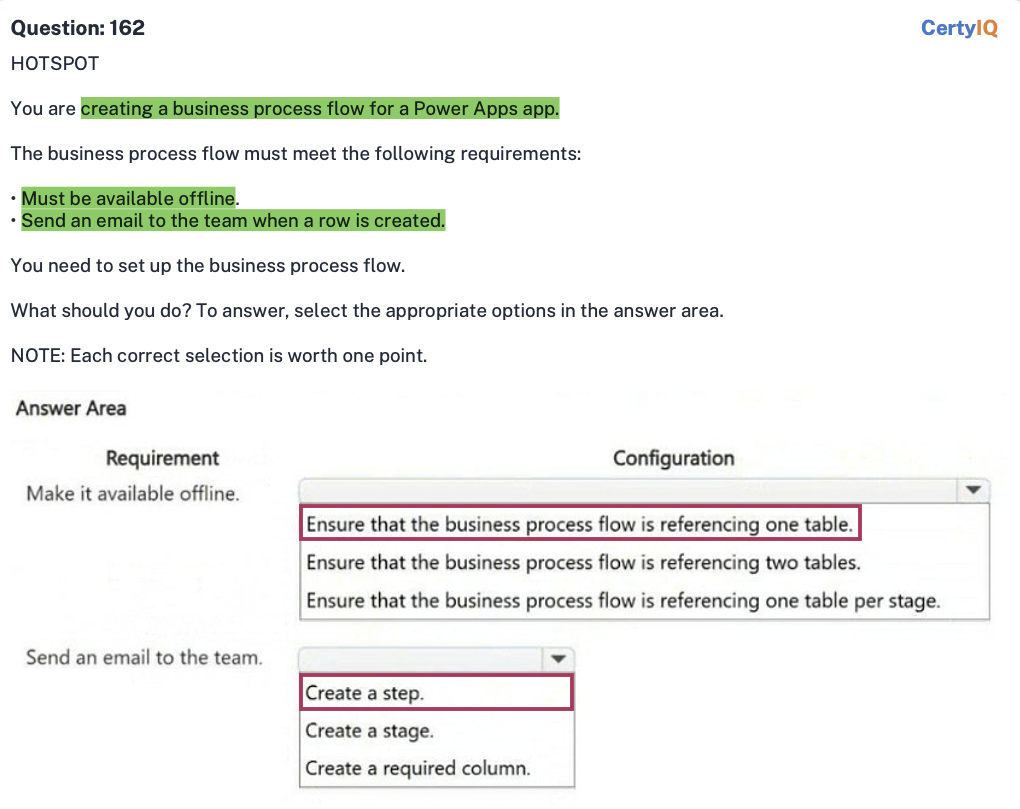 Question: 162
CertyIQ
HOTSPOT
You are creating a business process flow for a Power Apps app.
The business process flow must meet the following requirements:
• Must be available offline.
• Send an email to the team when a row is created.
You need to set up the business process flow.
What should you do? To answer, select the appropriate options in the answer area.
NOTE: Each correct selection is worth one point.
Answer Area
Requirement
Configuration
Make it available offline.
Ensure that the business process flow is referencing one table.
Ensure that the business process flow is referencing two tables.
Ensure that the business process flow is referencing one table per stage.
Send an email to the team.
Create a step.
Create a stage.
Create a required column.